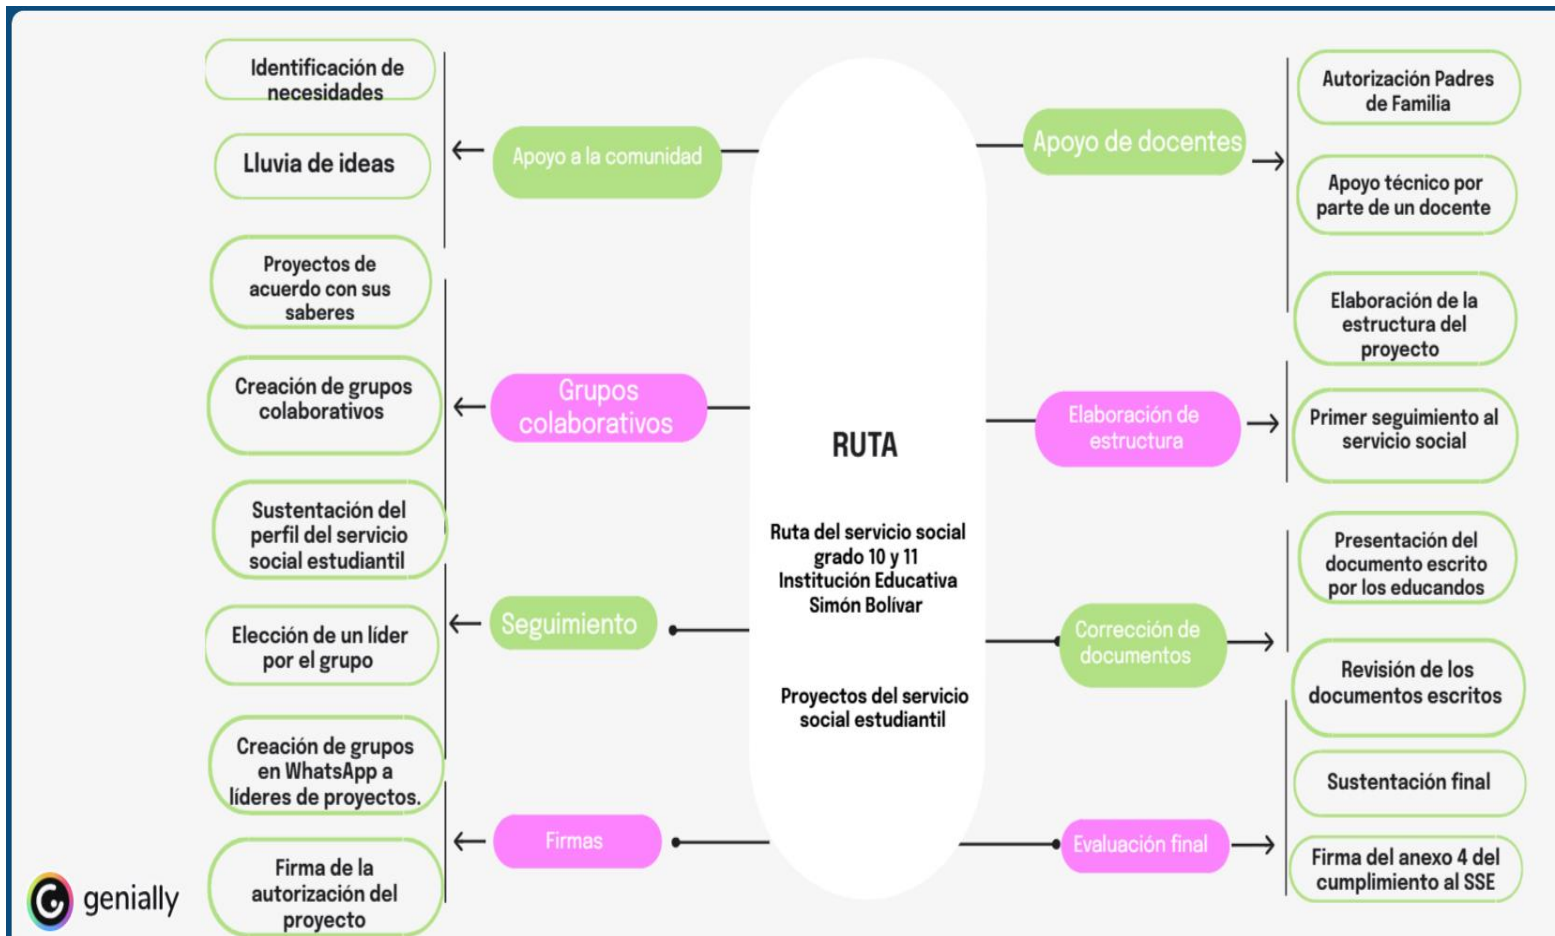 Identificación de
necesidades
Lluvia de ideas
Apoyo a la comunidad
Proyectos de
acuerdo con sus
saberes
Creación de grupos
colaborativos
Grupos
colaborativos
Sustentación del
perfil del servicio
social estudiantil
Elección de un líder
por el grupo
Seguimiento
Creación de grupos
en WhatsApp a
líderes de proyectos.
Firmas
Firma de la
autorización del
proyecto
RUTA
Ruta del servicio social
grado 10 y 11
Institución Educativa
Simón Bolívar
Proyectos del servicio
social estudiantil
Apoyo de docentes
Autorización Padres
de Familia
Apoyo técnico por
parte de un docente
Elaboración de la
estructura del
proyecto
Elaboración de
estructura
Primer seguimiento al
servicio social
Presentación del
documento escrito
por los educandos
Corrección de
documentos
Revisión de los
documentos escritos
Sustentación final
Evaluación final
Firma del anexo 4 del
cumplimiento al SSE
genially